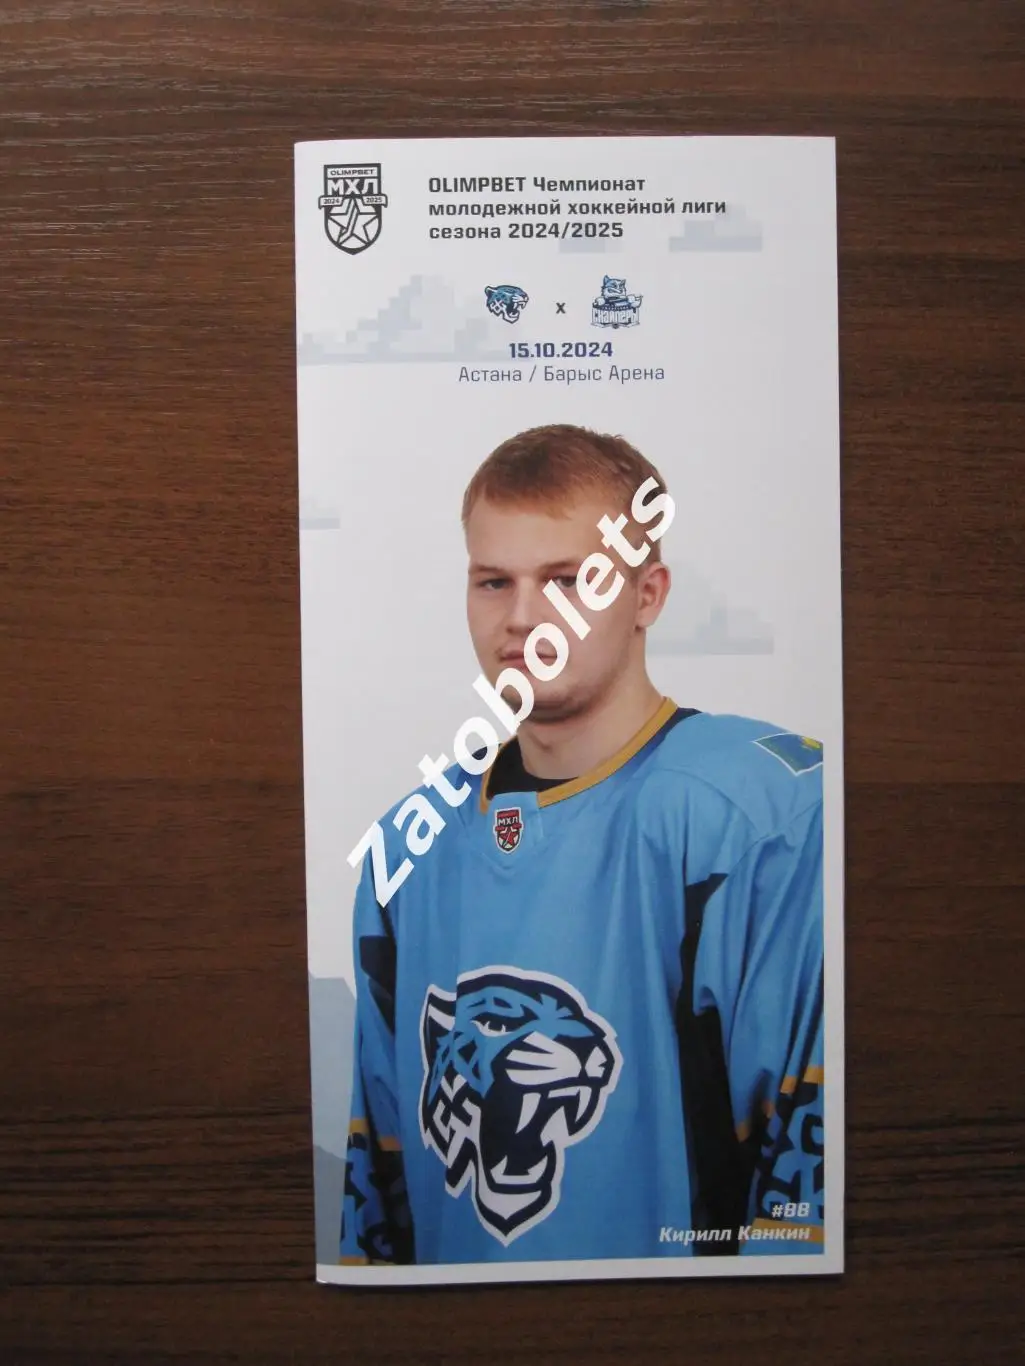 OLIMPBET
МХЛ
2024 2025
OLIMPBET Чемпионат
молодежной хоккейной лиги
сезона 2024/2025
x
Снайперы
15.10.2024
Астана / Барыс Арена
Zatobolets
МХЛ
#88
Кирилл Канкин